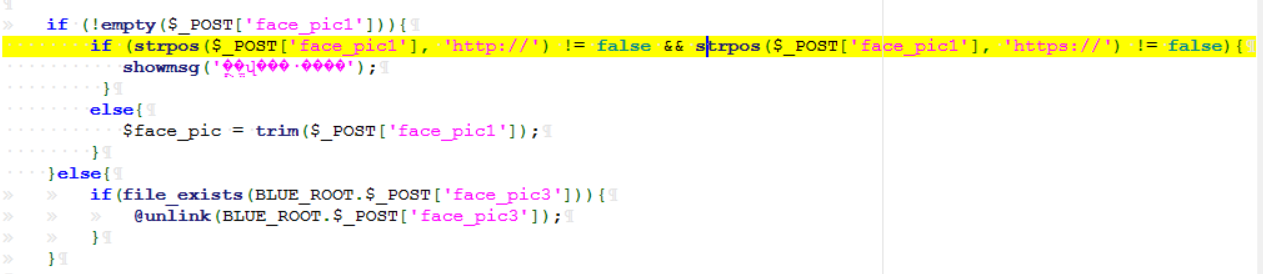 if (!empty($_POST['face_pic1'])){
if (strpos($_POST['face_pic1'], 'http://') != false && strpos($_POST['face_pic1'], 'https://') != false){
showmsg('');
}
else{
$face_pic = trim($_POST['face_pic1']);
}
}else{
if(file_exists(BLUE_ROOT.$_POST['face_pic3'])){
@unlink(BLUE_ROOT.$_POST['face_pic3']);
}
}